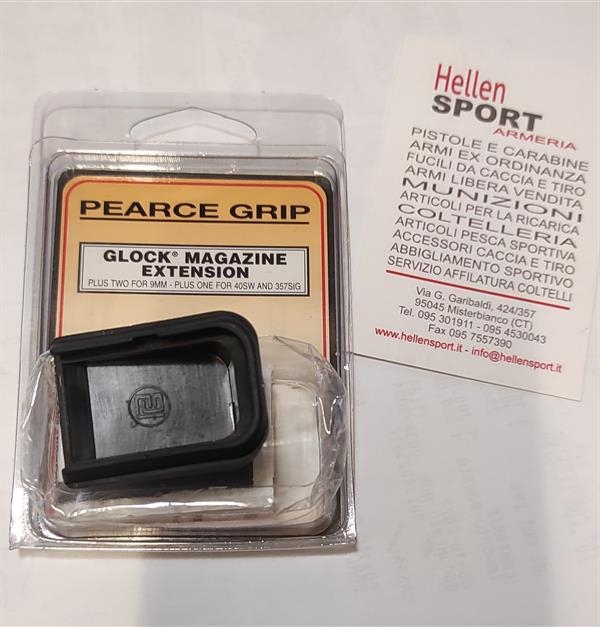 PEARCE GRIP
GLOCK® MAGAZINE
EXTENSION
PLUS TWO FOR 9MM - PLUS ONE FOR 40SW AND 357SIG
Hellen
SPORT
ARMERIA
PISTOLE E CARABINE
ARMI EX ORDINANZA
FUCILI DA CACCIA E TIRO
ARMI LIBERA VENDITA
MUNIZIONI
ARTICOLI PER LA RICARICA
COLTELLERIA
ARTICOLI PESCA SPORTIVA
ACCESSORI CACCIA E TIRO
ABBIGLIAMENTO SPORTIVO
SERVIZIO AFFILATURA COLTELLI
Via G. Garibaldi, 424/357
95045 Misterbianco (CT)
Tel. 095 301911 - 095 4530043
Fax 095 7557390
www.hellensport.it - info@hellensport.it